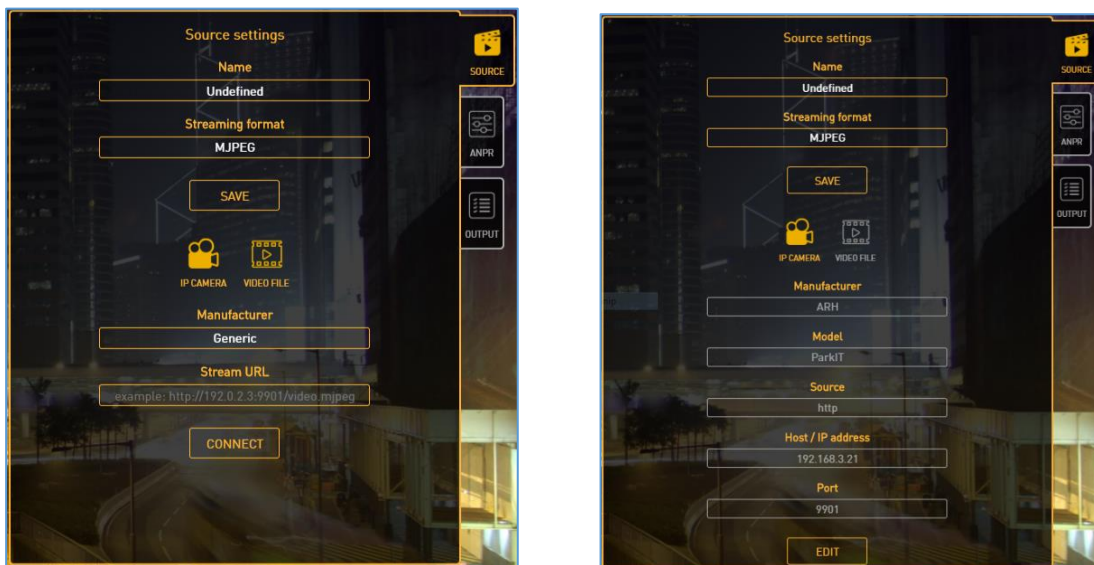 Source settings
Name
Undefined
Streaming format
MJPEG
SAVE
IP CAMERA VIDEO FILE
Manufacturer
Generic
Stream URL
example: http://192.0.2.3:9901/video.mjpeg
CONNECT
SOURCE
ANPR
OUTPUT
Source settings
Name
Undefined
Streaming format
MJPEG
SAVE
IP CAMERA VIDEO FILE
Manufacturer
ARH
Model
ParkIT
Source
http
Host / IP address
192.168.3.21
Port
9901
EDIT
SOURCE
ANPR
OUTPUT